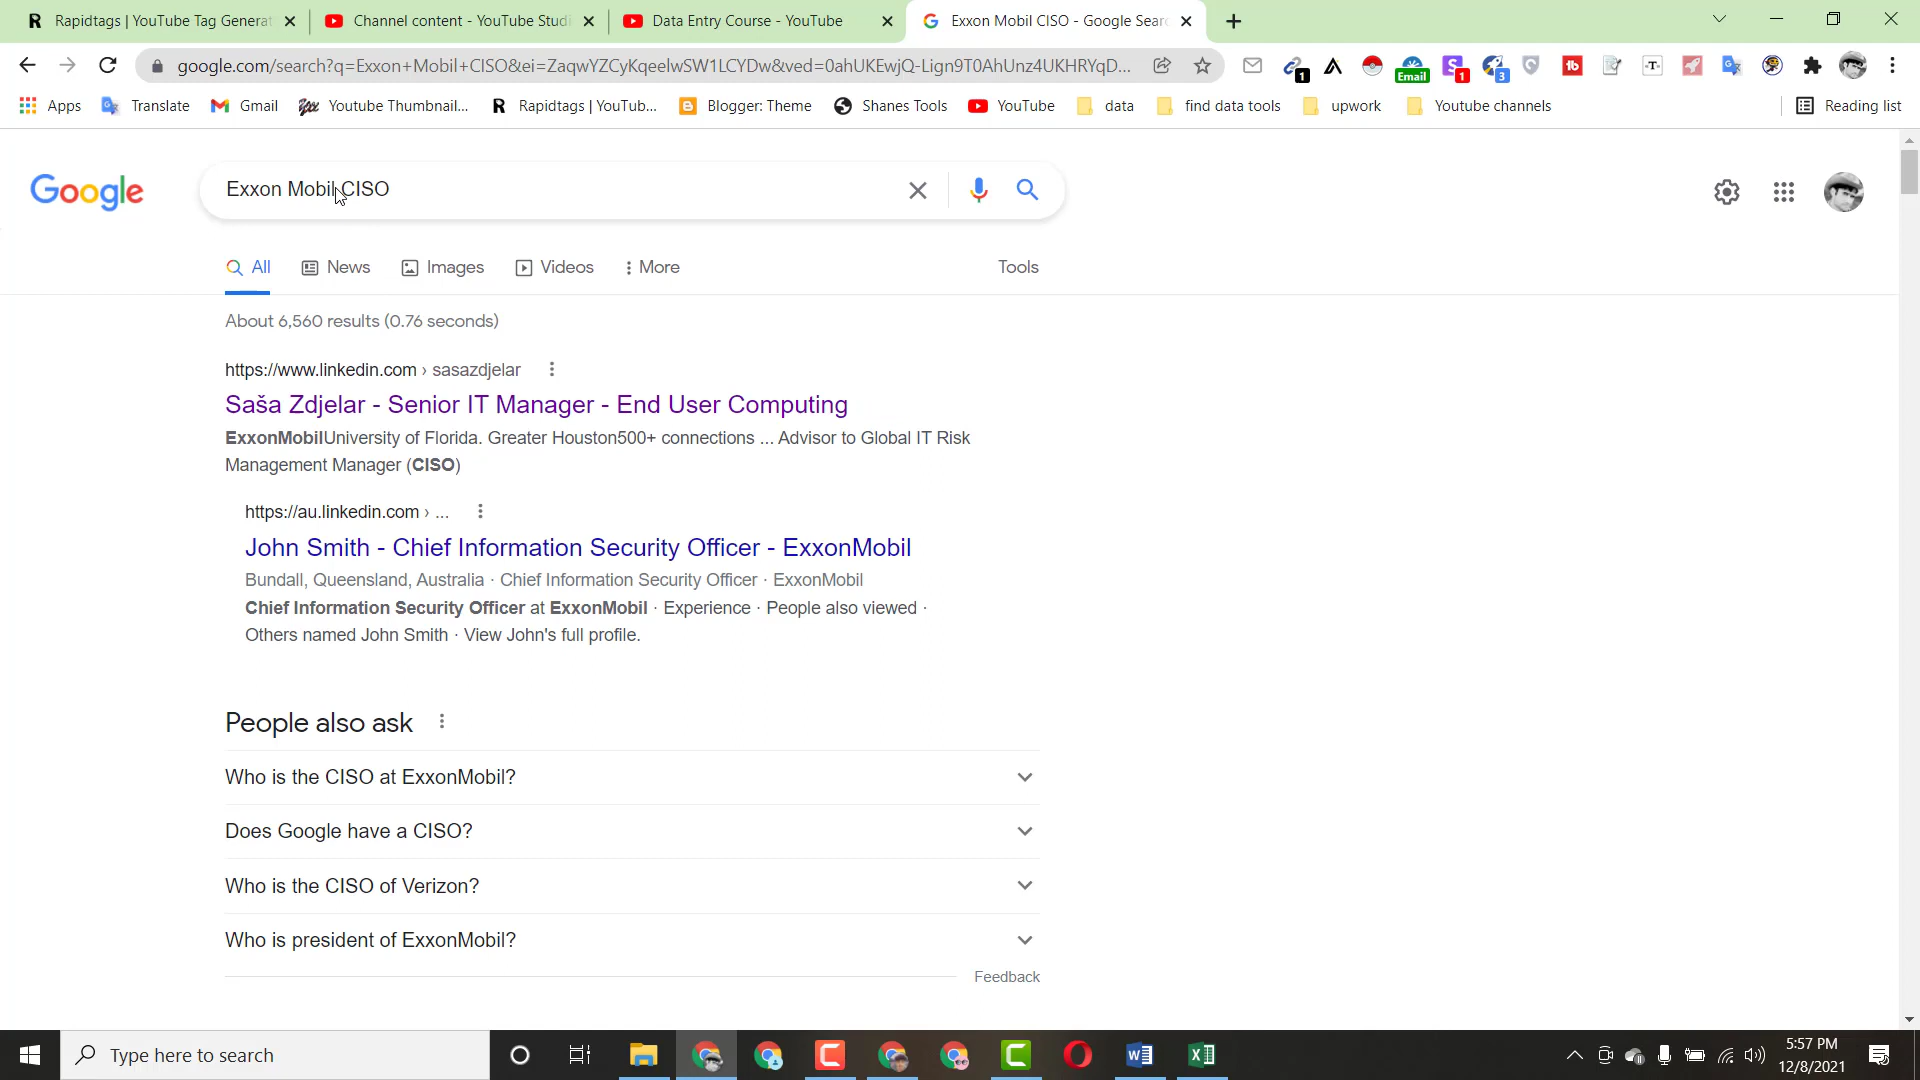 Rapidtags | YouTube Tag Generat
Channel content - YouTube Studi
Data Entry Course - YouTube
Exxon Mobil CISO - Google Searc
google.com/search?q=Exxon+Mobil+CISO&ei=ZaqwYZCyKqeelwSW1LCYDw&ved=0ahUKEwjQ-Lign9T0AhUnz4UKHRYqD...
1
Email
1
3
Apps
Translate
Gmail
Youtube Thumbnail...
Rapidtags | YouTub...
Blogger: Theme
Shanes Tools
YouTube
data
find data tools
upwork
Youtube channels
Reading list
Google
Exxon Mobil CISO
All
News
Images
Videos
More
Tools
About 6,560 results (0.76 seconds)
https://www.linkedin.com › sasazdjelar
Saša Zdjelar - Senior IT Manager - End User Computing
ExxonMobilUniversity of Florida. Greater Houston500+ connections ... Advisor to Global IT Risk
Management Manager (CISO)
https://au.linkedin.com › ...
John Smith - Chief Information Security Officer - ExxonMobil
Bundall, Queensland, Australia · Chief Information Security Officer · ExxonMobil
Chief Information Security Officer at ExxonMobil · Experience · People also viewed ·
Others named John Smith · View John's full profile.
People also ask
Who is the CISO at ExxonMobil?
Does Google have a CISO?
Who is the CISO of Verizon?
Who is president of ExxonMobil?
Feedback
Type here to search
5:57 PM
12/8/2021